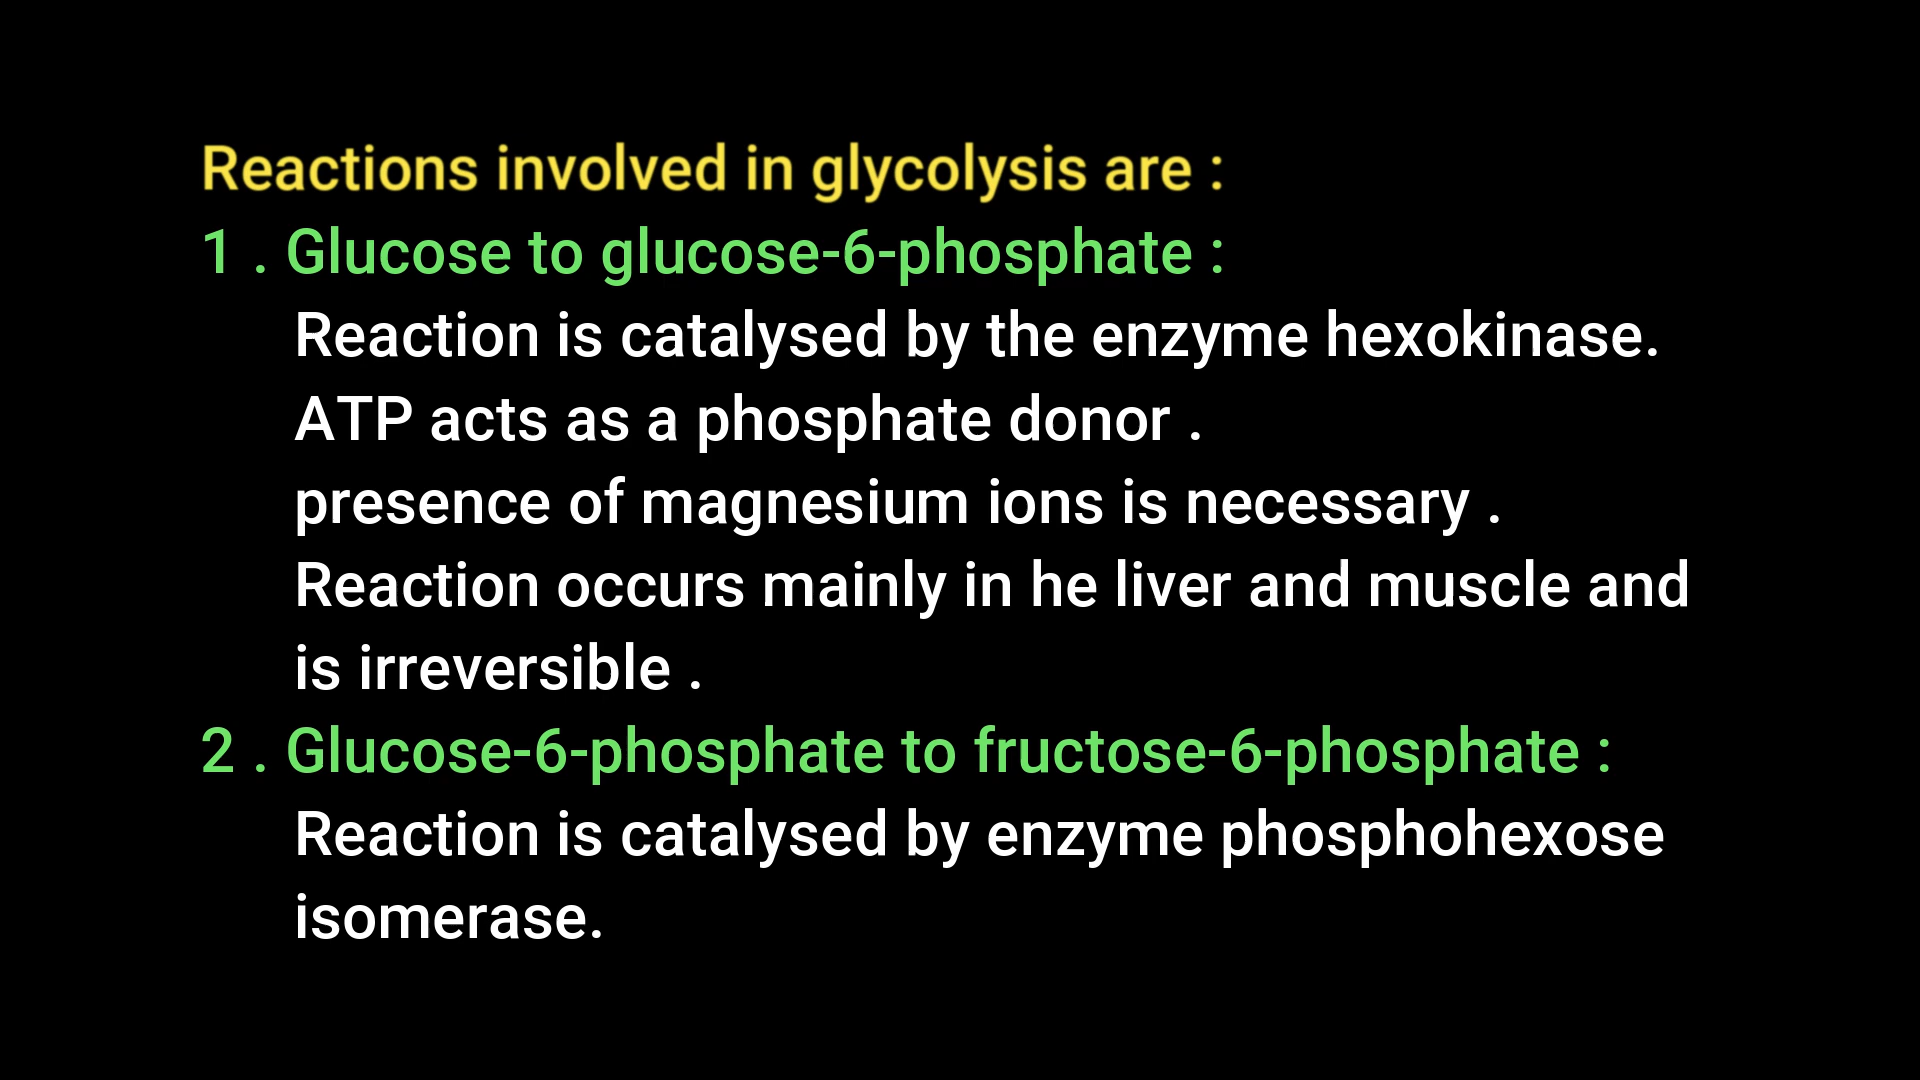 Reactions involved in glycolysis are :
1 . Glucose to glucose-6-phosphate :
Reaction is catalysed by the enzyme hexokinase.
ATP acts as a phosphate donor .
presence of magnesium ions is necessary .
Reaction occurs mainly in he liver and muscle and
is irreversible .
2 . Glucose-6-phosphate to fructose-6-phosphate :
Reaction is catalysed by enzyme phosphohexose
isomerase.